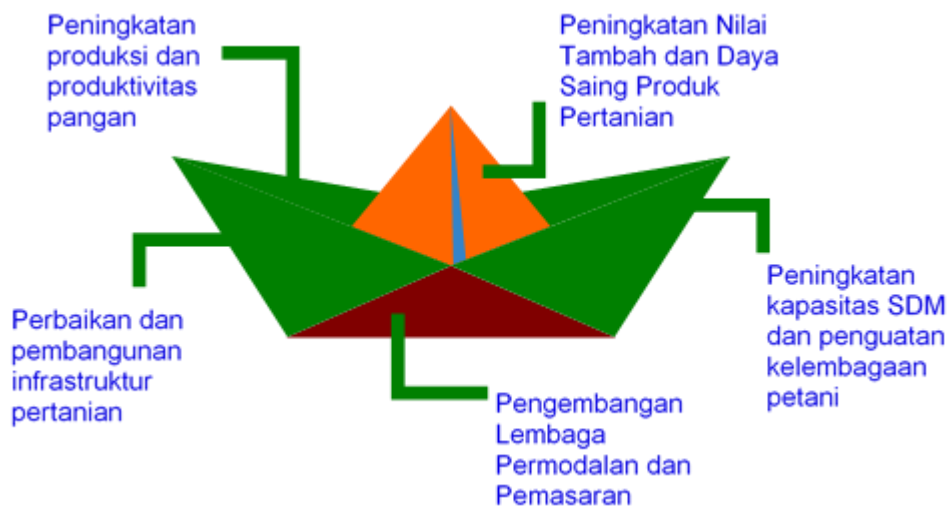 Peningkatan
produksi dan
produktivitas
pangan
Peningkatan Nilai
Tambah dan Daya
Saing Produk
Pertanian
Perbaikan dan
pembangunan
infrastruktur
pertanian
Peningkatan
kapasitas SDM
dan penguatan
kelembagaan
petani
Pengembangan
Lembaga
Permodalan dan
Pemasaran